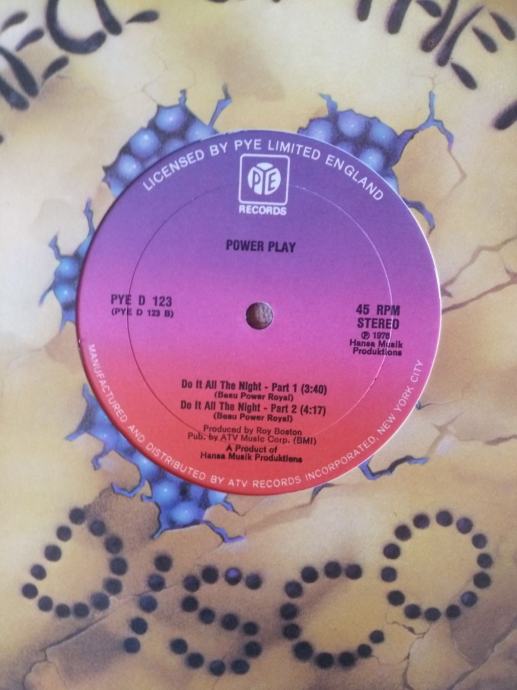 THE
LICENSED BY PYE LIMITED ENGLAND
PYE
RECORDS
POWER PLAY
PYE D 123
(PYE D 123 B)
45 RPM
STEREO
℗ 1978
Hansa Musik
Produktions
Do It All The Night - Part 1 (3:40)
(Beau Power Royal)
Do It All The Night - Part 2 (4:17)
(Beau Power Royal)
Produced by Roy Boston
Pub. by ATV Music Corp. (BMI)
A Product of
Hansa Musik Produktions
MANUFACTURED AND DISTRIBUTED BY ATV RECORDS INCORPORATED, NEW YORK CITY
DISCO